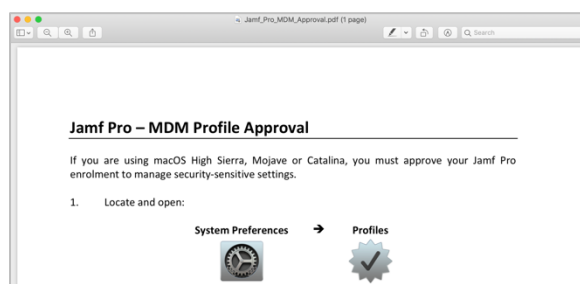 Jamf_Pro_MDM_Approval.pdf (1 page)
Search
Jamf Pro – MDM Profile Approval
If you are using macOS High Sierra, Mojave or Catalina, you must approve your Jamf Pro
enrolment to manage security-sensitive settings.
1. Locate and open:
System Preferences ➔ Profiles